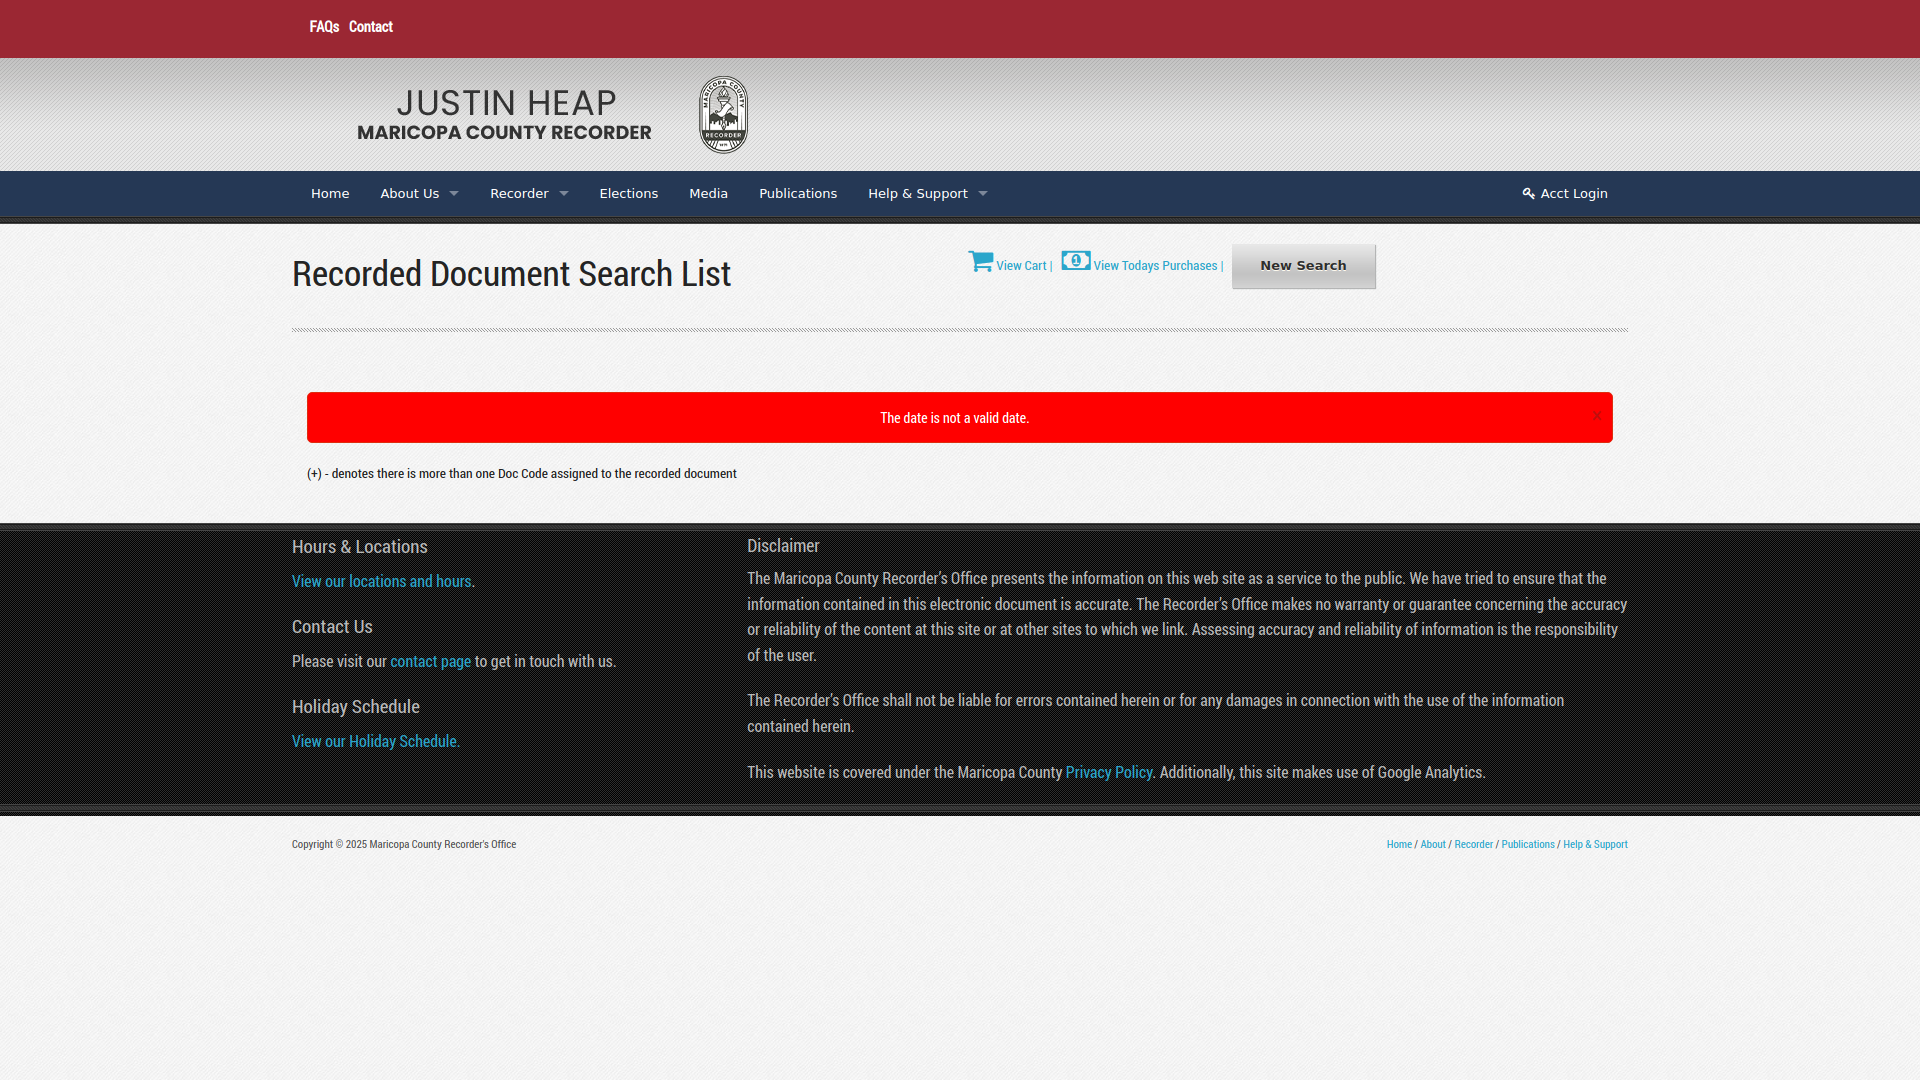 FAQs Contact
JUSTIN HEAP
MARICOPA COUNTY RECORDER
MARICOPA COUNTY
RECORDER
Home About Us Recorder Elections Media Publications Help & Support Acct Login
Recorded Document Search List
View Cart | View Todays Purchases | New Search
The date is not a valid date.
x
(+) - denotes there is more than one Doc Code assigned to the recorded document
Hours & Locations
View our locations and hours.
Contact Us
Please visit our contact page to get in touch with us.
Holiday Schedule
View our Holiday Schedule.
Disclaimer
The Maricopa County Recorder’s Office presents the information on this web site as a service to the public. We have tried to ensure that the
information contained in this electronic document is accurate. The Recorder’s Office makes no warranty or guarantee concerning the accuracy
or reliability of the content at this site or at other sites to which we link. Assessing accuracy and reliability of information is the responsibility
of the user.
The Recorder’s Office shall not be liable for errors contained herein or for any damages in connection with the use of the information
contained herein.
This website is covered under the Maricopa County Privacy Policy. Additionally, this site makes use of Google Analytics.
Copyright © 2025 Maricopa County Recorder's Office
Home / About / Recorder / Publications / Help & Support